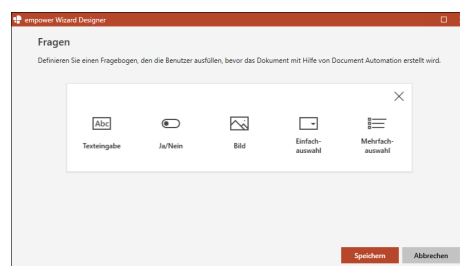 empower Wizard Designer
Fragen
Definieren Sie einen Fragebogen, den die Benutzer ausfüllen, bevor das Dokument mit Hilfe von Document Automation erstellt wird.
Abc
Texteingabe
Ja/Nein
Bild
Einfach-
auswahl
Mehrfach-
auswahl
Speichern
Abbrechen